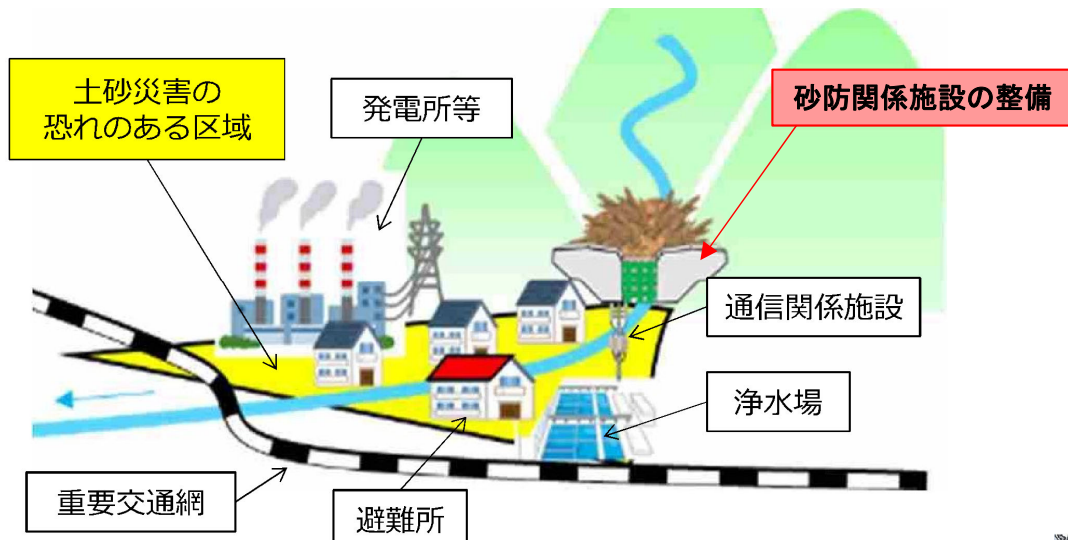 土砂災害の
恐れのある区域
発電所等
砂防関係施設の整備
通信関係施設
浄水場
重要交通網
避難所